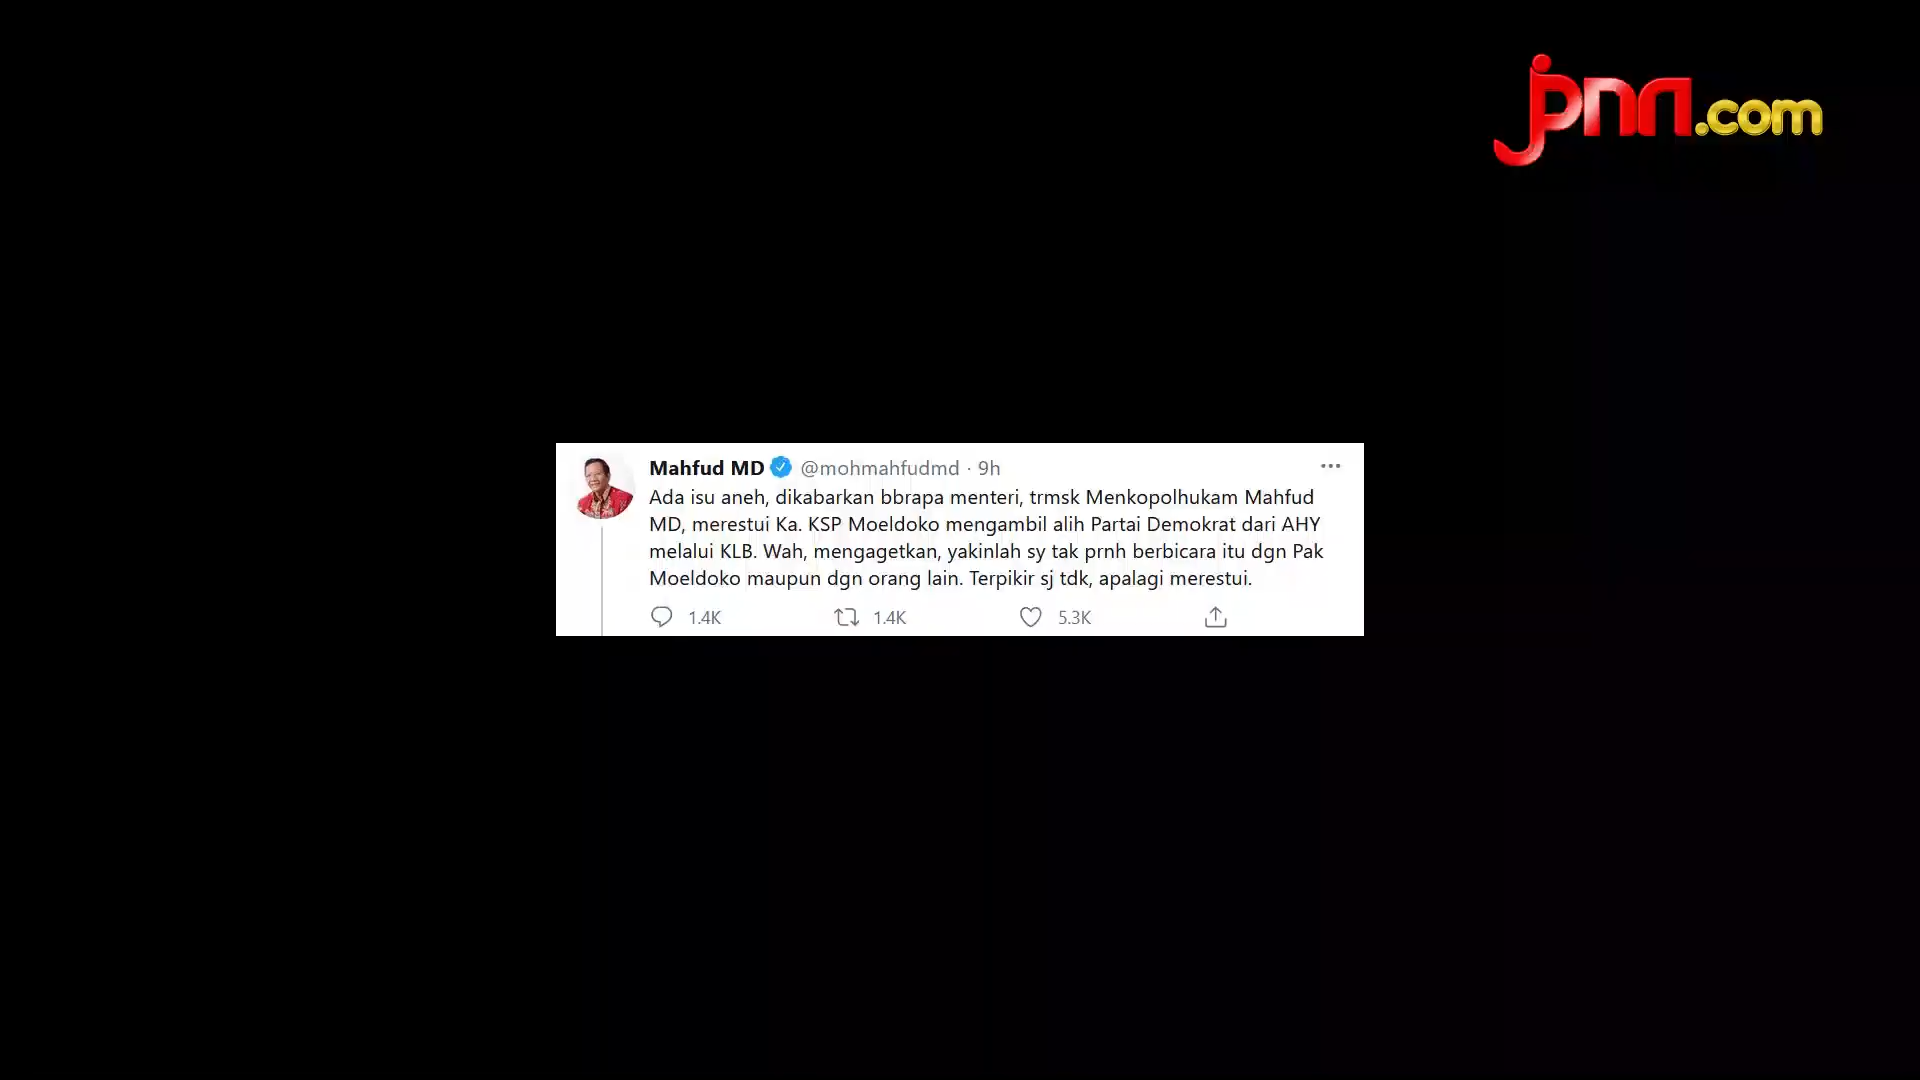 jpnn.com
Mahfud MD @mohmahfudmd · 9h
Ada isu aneh, dikabarkan bbrapa menteri, trmsk Menkopolhukam Mahfud
MD, merestui Ka. KSP Moeldoko mengambil alih Partai Demokrat dari AHY
melalui KLB. Wah, mengagetkan, yakinlah sy tak prnh berbicara itu dgn Pak
Moeldoko maupun dgn orang lain. Terpikir sj tdk, apalagi merestui.
1.4K 1.4K 5.3K